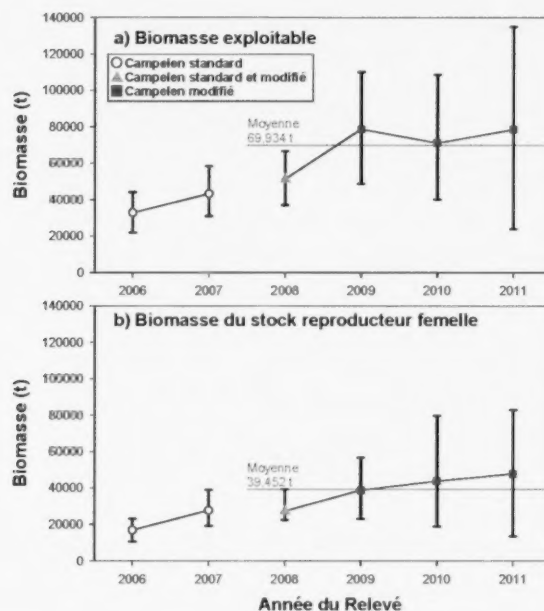 a) Biomasse exploitable
Campelen standard
Campelen standard et modifié
Campelen modifié
Moyenne
69,934 t
Biomasse (t)
140000
120000
100000
80000
60000
40000
20000
0
2006 2007 2008 2009 2010 2011
b) Biomasse du stock reproducteur femelle
Moyenne
39,452 t
Biomasse (t)
140000
120000
100000
80000
60000
40000
20000
0
2006 2007 2008 2009 2010 2011
Année du Relevé